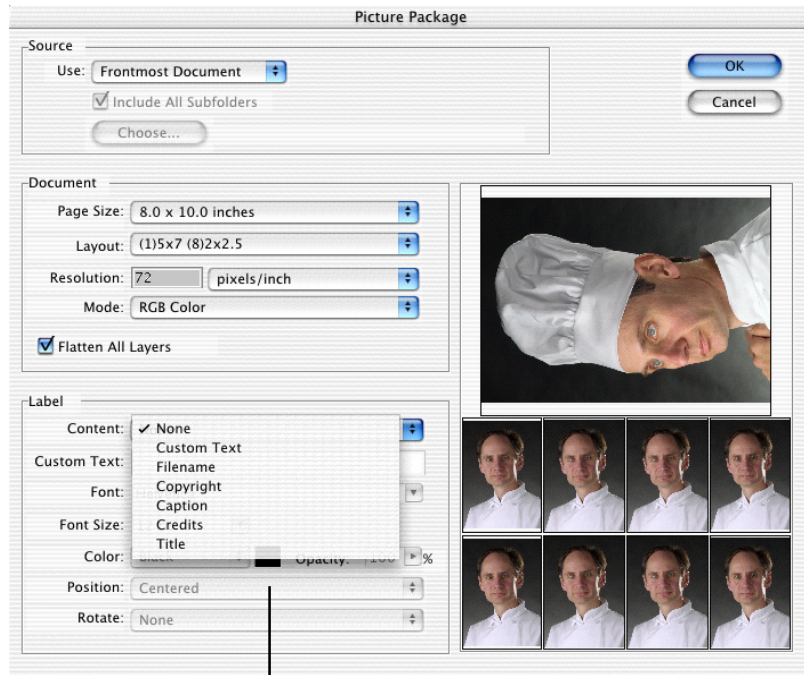 Picture Package
Source
Use: Frontmost Document
Include All Subfolders
Choose...
OK
Cancel
Document
Page Size: 8.0 x 10.0 inches
Layout: (1)5x7 (8)2x2.5
Resolution: 72 pixels/inch
Mode: RGB Color
Flatten All Layers
Label
Content: None
Custom Text
Custom Text:
Filename
Copyright
Font:
Caption
Font Size:
Credits
Title
Color: Black Opacity: 100 %
Position: Centered
Rotate: None